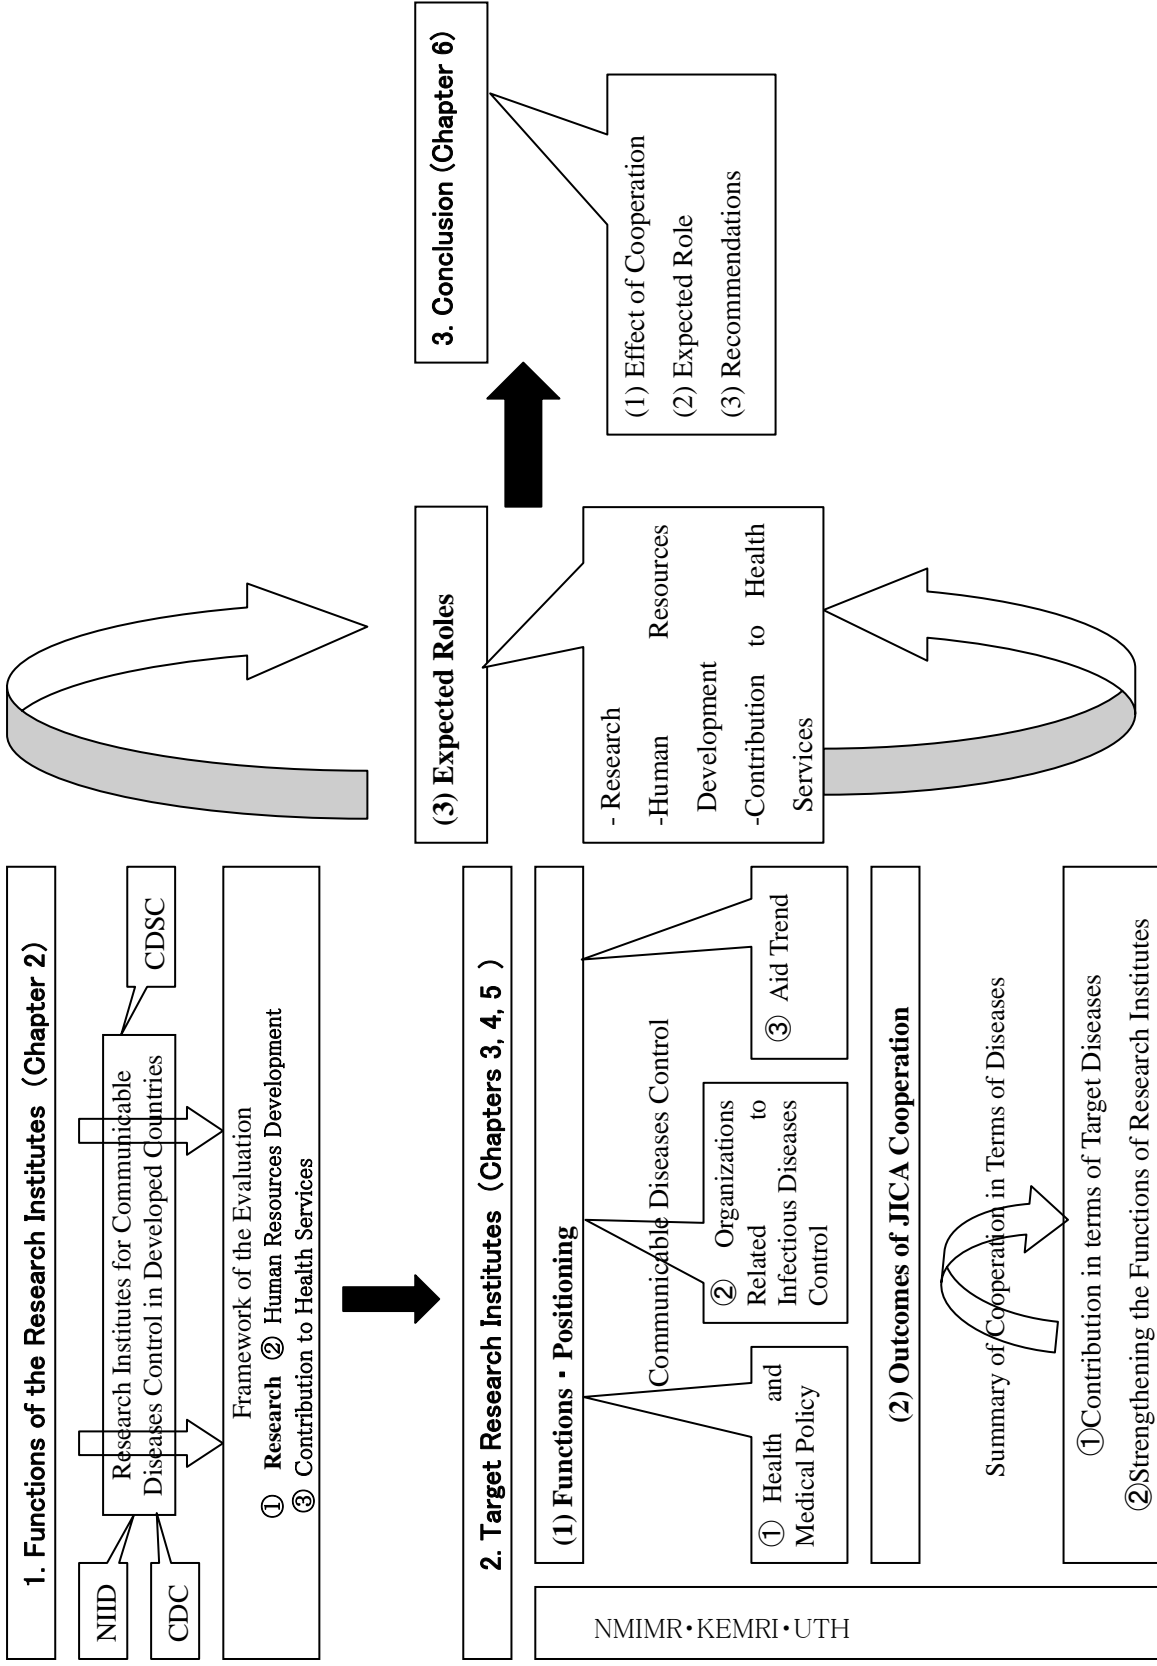 1. Functions of the Research Institutes (Chapter 2)
NIID
CDC
Research Institutes for Communicable
Diseases Control in Developed Countries
CDSC
Framework of the Evaluation
① Research ② Human Resources Development
③ Contribution to Health Services
2. Target Research Institutes (Chapters 3, 4, 5 )
NMIMR・KEMRI・UTH
(1) Functions・Positioning
Communicable Diseases Control
① Health and
Medical Policy
② Organizations
Related to
Infectious Diseases
Control
③ Aid Trend
(2) Outcomes of JICA Cooperation
Summary of Cooperation in Terms of Diseases
①Contribution in terms of Target Diseases
②Strengthening the Functions of Research Institutes
(3) Expected Roles
- Research
-Human Resources
Development
-Contribution to Health
Services
3. Conclusion (Chapter 6)
(1) Effect of Cooperation
(2) Expected Role
(3) Recommendations